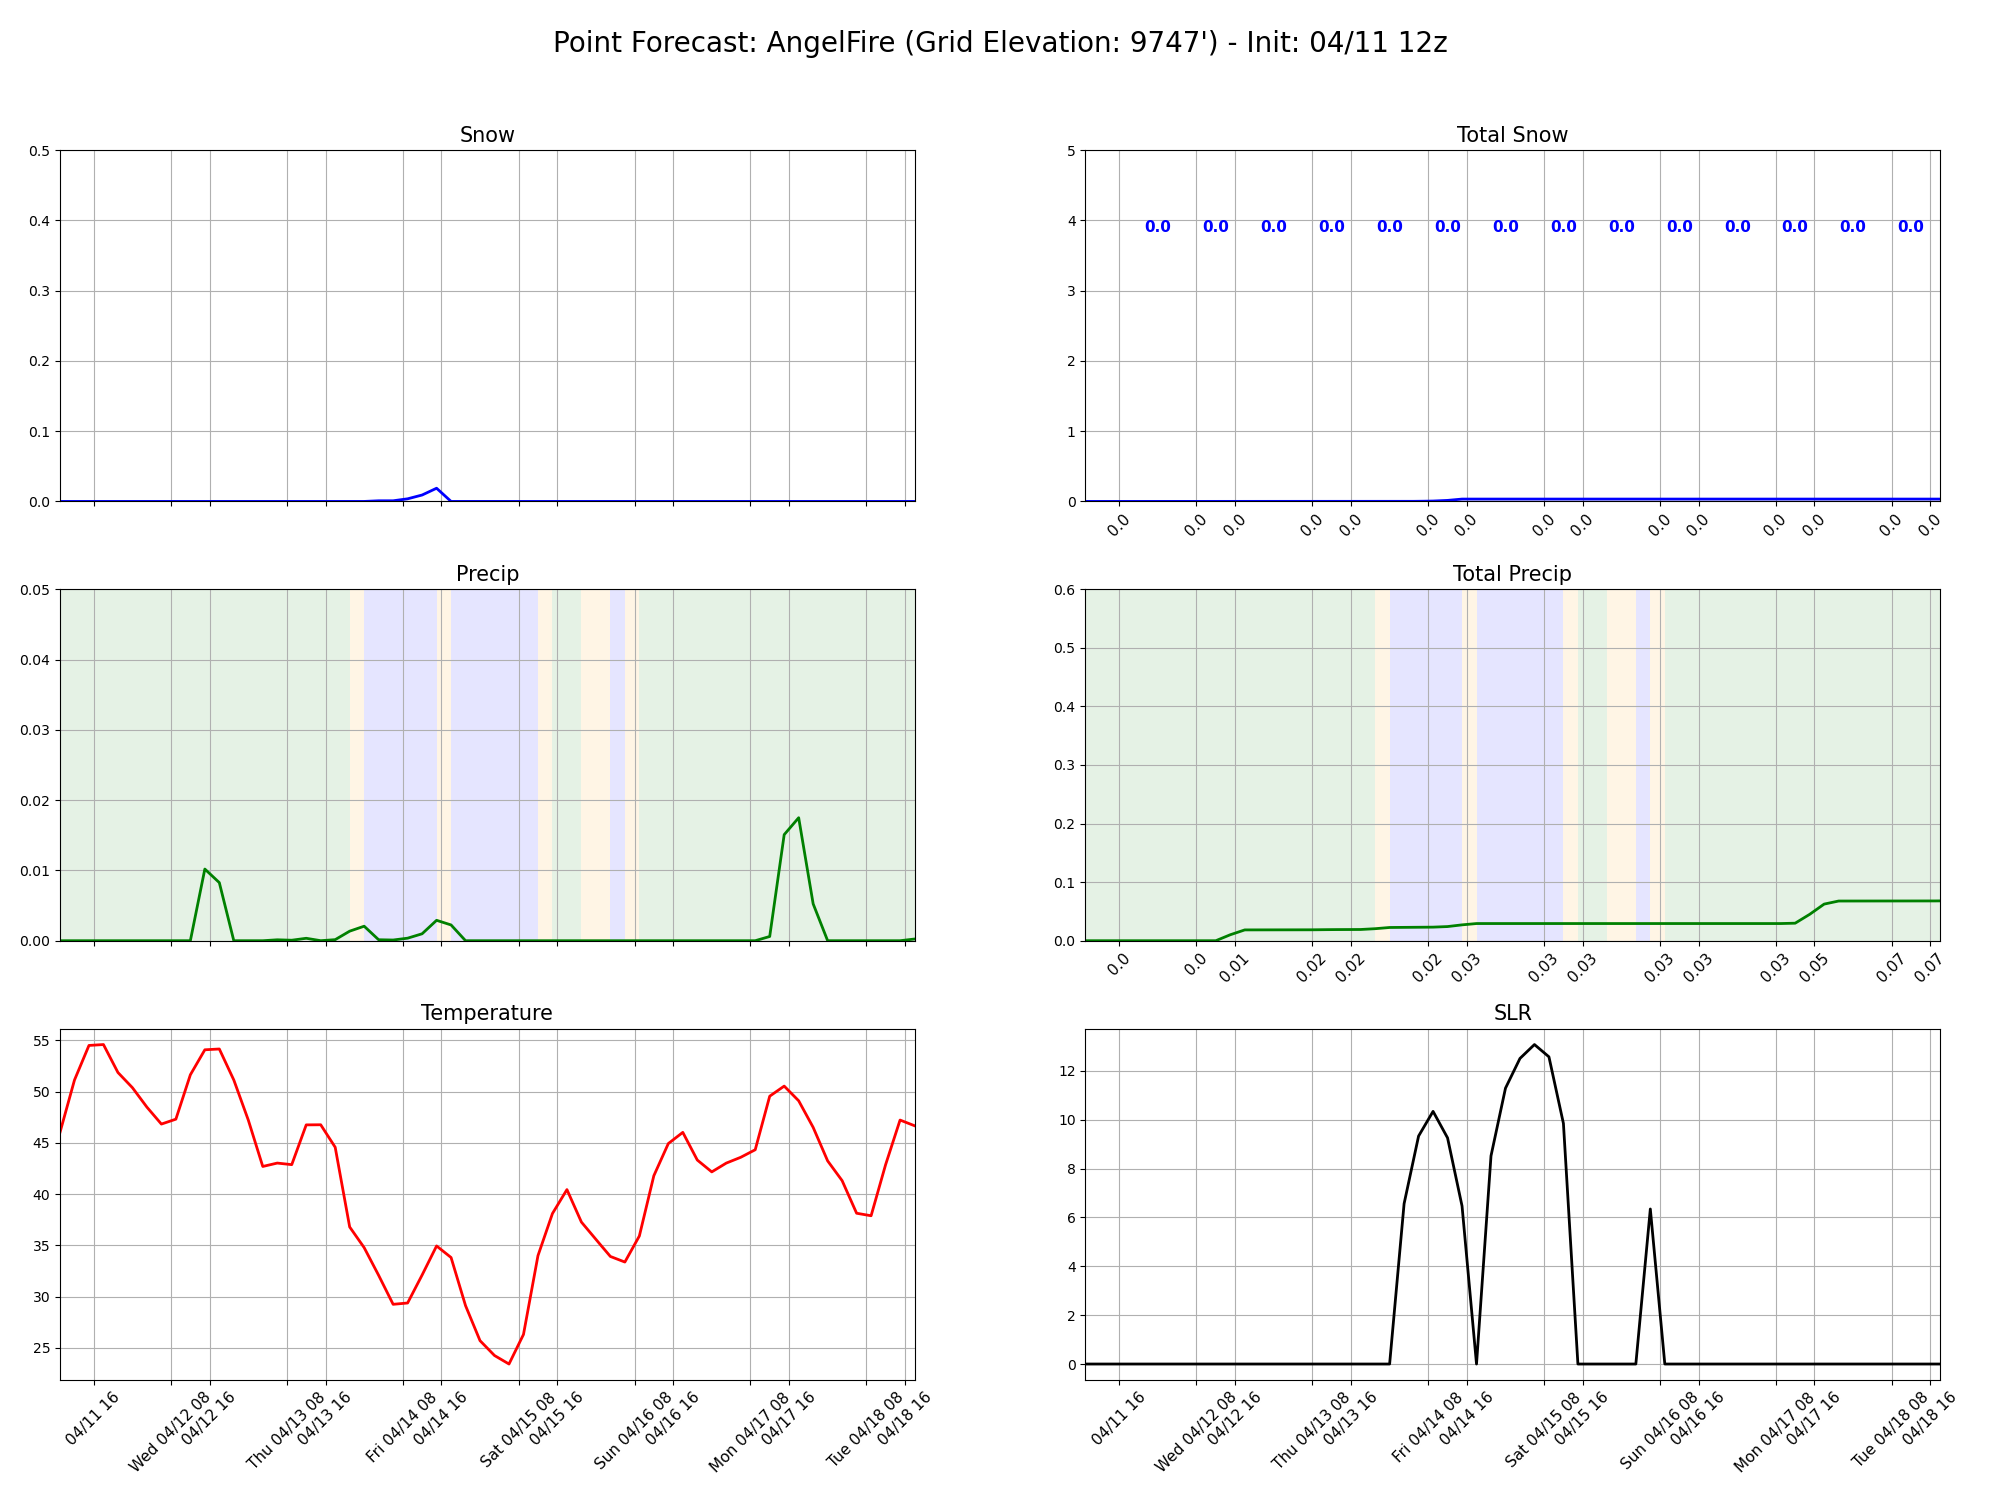 Point Forecast: AngelFire (Grid Elevation: 9747') - Init: 04/11 12z
Snow
0.5
0.4
0.3
0.2
0.1
0.0
Total Snow
5
4
3
2
1
0
0.0 0.0 0.0 0.0 0.0 0.0 0.0 0.0 0.0 0.0 0.0 0.0 0.0 0.0
0.0 0.0 0.0 0.0 0.0 0.0 0.0 0.0 0.0 0.0 0.0 0.0 0.0 0.0 0.0
Precip
0.05
0.04
0.03
0.02
0.01
0.00
Total Precip
0.6
0.5
0.4
0.3
0.2
0.1
0.0
0.0 0.0 0.01 0.02 0.02 0.02 0.03 0.03 0.03 0.03 0.03 0.03 0.05 0.07 0.07
Temperature
55
50
45
40
35
30
25
04/11 16
Wed 04/12 08
04/12 16
Thu 04/13 08
04/13 16
Fri 04/14 08
04/14 16
Sat 04/15 08
04/15 16
Sun 04/16 08
04/16 16
Mon 04/17 08
04/17 16
Tue 04/18 08
04/18 16
SLR
12
10
8
6
4
2
0
04/11 16
Wed 04/12 08
04/12 16
Thu 04/13 08
04/13 16
Fri 04/14 08
04/14 16
Sat 04/15 08
04/15 16
Sun 04/16 08
04/16 16
Mon 04/17 08
04/17 16
Tue 04/18 08
04/18 16